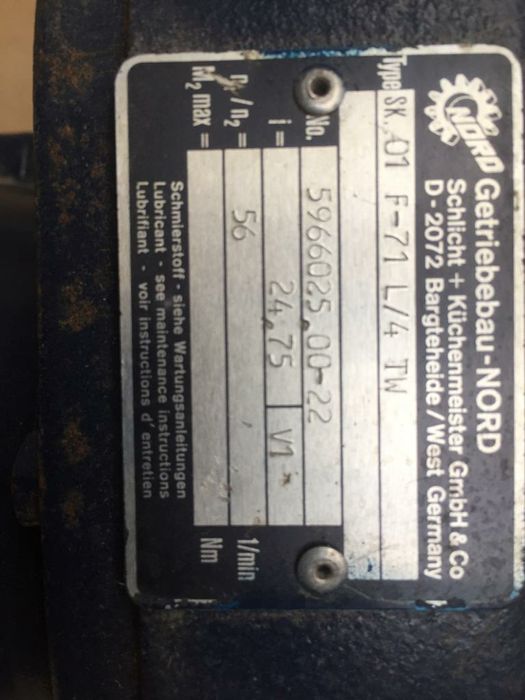 NORD
Getriebebau-NORD
Schlicht + Küchenmeister GmbH & Co
D-2072 Bargteheide / West Germany
Type SK 01 F-71 L/4 TW
No. 5966025.00-22
i = 24,75 V1
n₁ / n₂ = 56 1/min
M₂ max = Nm
Schmierstoff - siehe Wartungsanleitungen
Lubricant - see maintenance instructions
Lubrifiant - voir instructions d'entretien